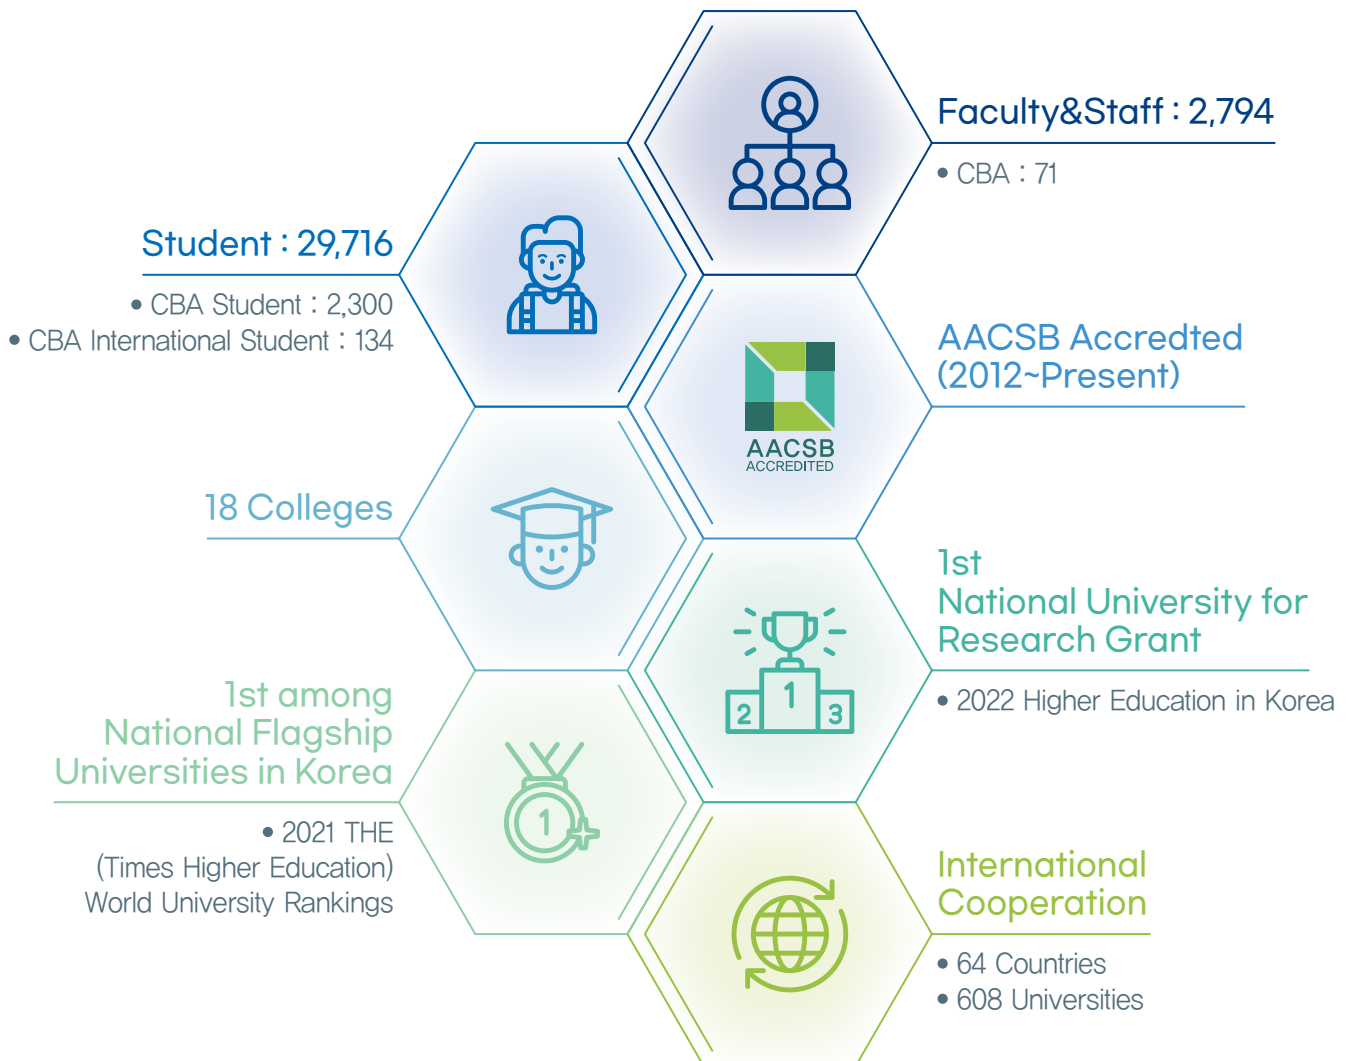 Faculty&Staff : 2,794
• CBA : 71
Student : 29,716
• CBA Student : 2,300
• CBA International Student : 134
AACSB Accredted
(2012~Present)
AACSB
ACCREDITED
18 Colleges
1st
National University for
Research Grant
• 2022 Higher Education in Korea
2 1 3
1st among
National Flagship
Universities in Korea
• 2021 THE
(Times Higher Education)
World University Rankings
1
International
Cooperation
• 64 Countries
• 608 Universities